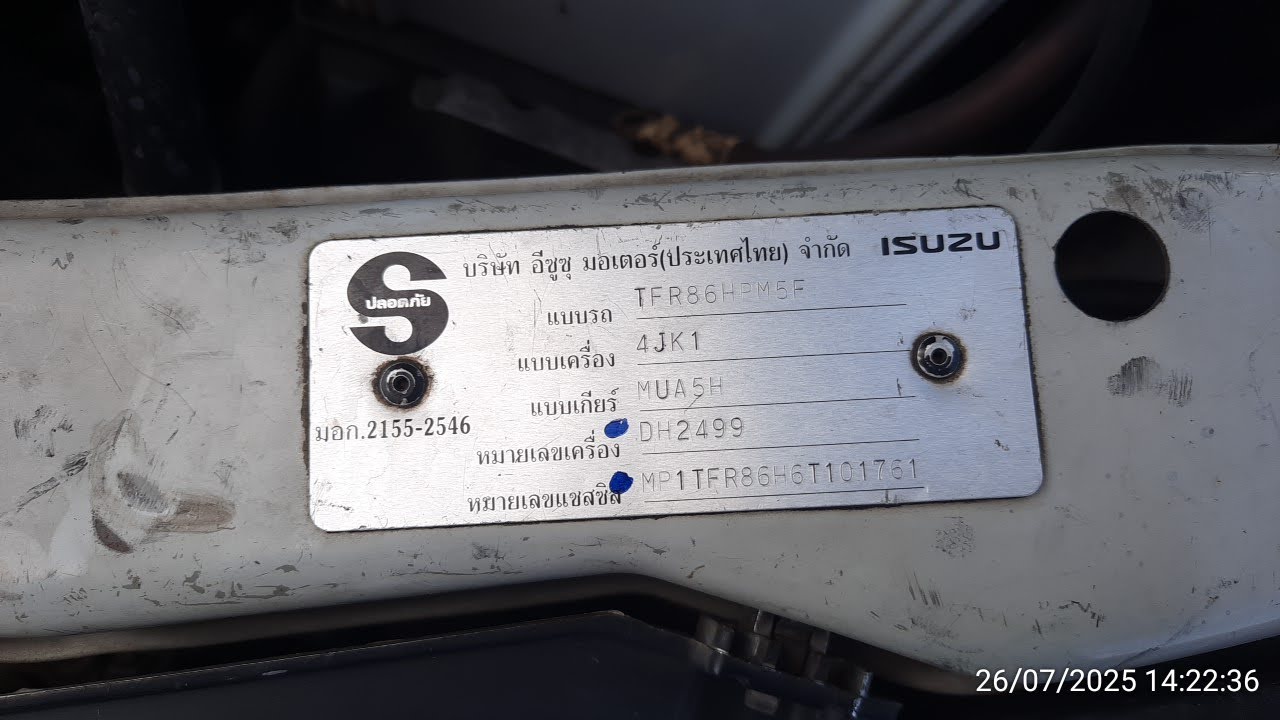 บริษัท อีซูซุ มอเตอร์(ประเทศไทย) จำกัด ISUZU
ปลอดภัย
แบบรถ TFR86HPM5F
แบบเครื่อง 4JK1
แบบเกียร์ MUA5H
มอก.2155-2546
หมายเลขเครื่อง DH2499
หมายเลขแชสซิส MP1TFR86H6T101761
26/07/2025 14:22:36